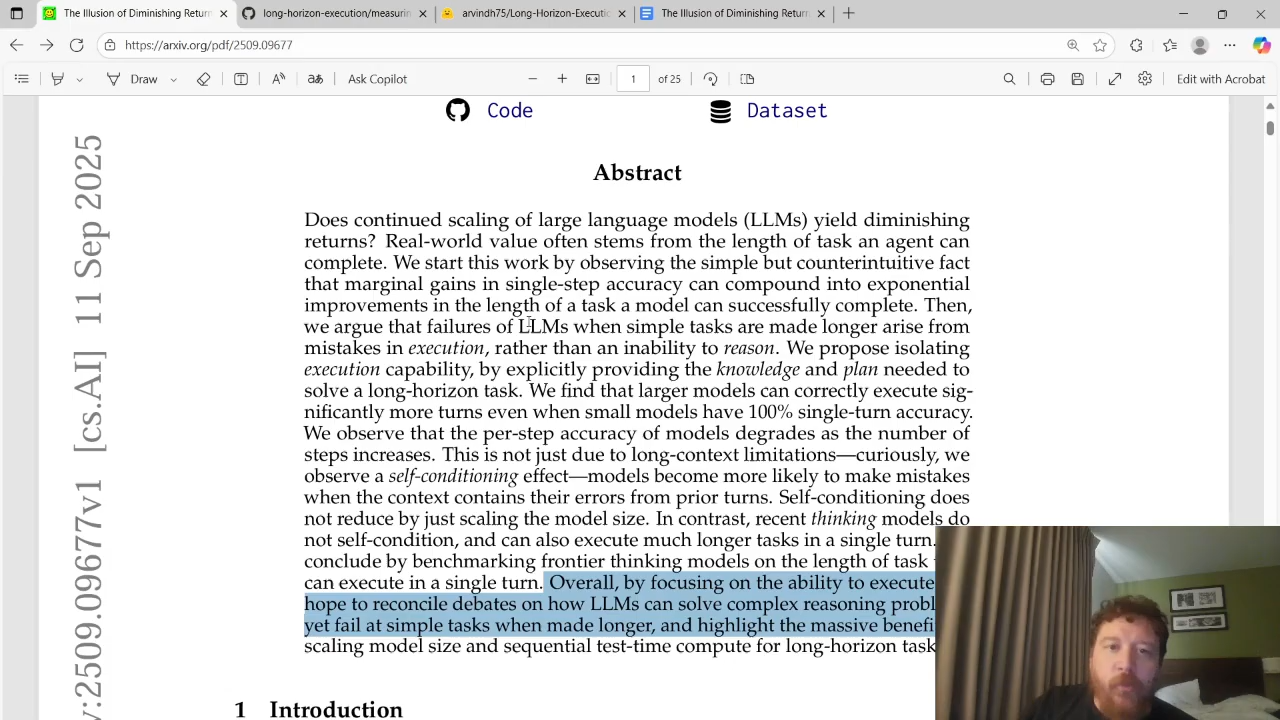 The Illusion of Diminishing Return
long-horizon-execution/measurin
arvindh75/Long-Horizon-Executic
The Illusion of Diminishing Return
https://arxiv.org/pdf/2509.09677
Draw
Ask Copilot
1 of 25
Edit with Acrobat
Code
Dataset
Abstract
Does continued scaling of large language models (LLMs) yield diminishing
returns? Real-world value often stems from the length of task an agent can
complete. We start this work by observing the simple but counterintuitive fact
that marginal gains in single-step accuracy can compound into exponential
improvements in the length of a task a model can successfully complete. Then,
we argue that failures of LLMs when simple tasks are made longer arise from
mistakes in execution, rather than an inability to reason. We propose isolating
execution capability, by explicitly providing the knowledge and plan needed to
solve a long-horizon task. We find that larger models can correctly execute sig-
nificantly more turns even when small models have 100% single-turn accuracy.
We observe that the per-step accuracy of models degrades as the number of
steps increases. This is not just due to long-context limitations—curiously, we
observe a self-conditioning effect—models become more likely to make mistakes
when the context contains their errors from prior turns. Self-conditioning does
not reduce by just scaling the model size. In contrast, recent thinking models do
not self-condition, and can also execute much longer tasks in a single turn.
conclude by benchmarking frontier thinking models on the length of task
can execute in a single turn. Overall, by focusing on the ability to execute
hope to reconcile debates on how LLMs can solve complex reasoning probl
yet fail at simple tasks when made longer, and highlight the massive benefi
scaling model size and sequential test-time compute for long-horizon task
1 Introduction
v:2509.09677v1 [cs.AI] 11 Sep 2025